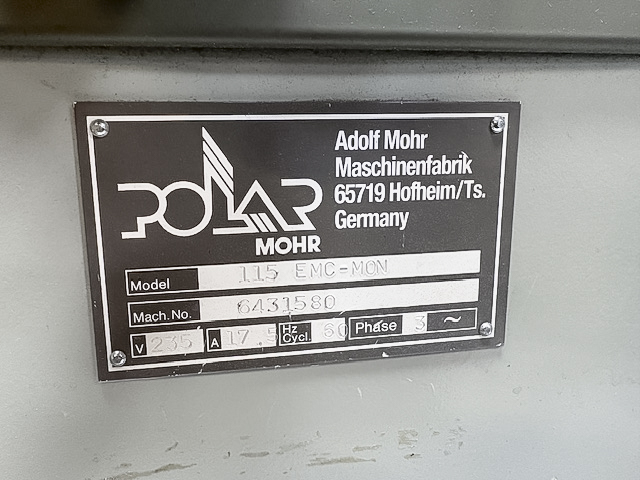 POLAR
MOHR
Adolf Mohr
Maschinenfabrik
65719 Hofheim/Ts.
Germany
Model 115 EMC-MON
Mach. No. 6431580
V 235 A 17.5 Hz Cycl. 60 Phase 3 ~